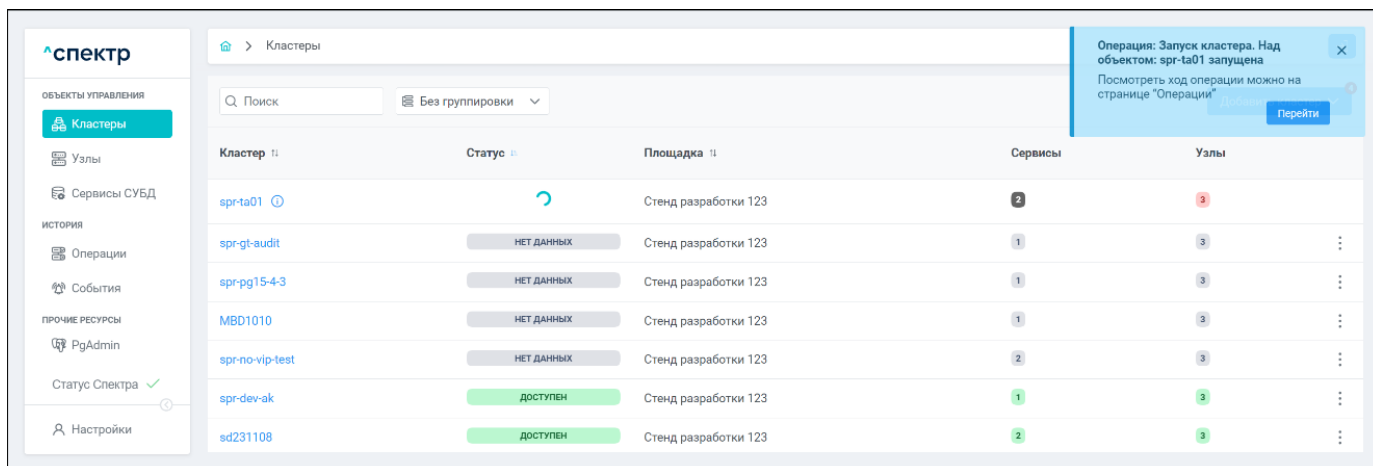 ^спектр
ОБЪЕКТЫ УПРАВЛЕНИЯ
Кластеры
Узлы
Сервисы СУБД
ИСТОРИЯ
Операции
События
ПРОЧИЕ РЕСУРСЫ
PgAdmin
Статус Спектра
Настройки
> Кластеры
Операция: Запуск кластера. Над
объектом: spr-ta01 запущена
Посмотреть ход операции можно на
странице "Операции"
Перейти
Поиск
Без группировки
Кластер Статус Площадка Сервисы Узлы
spr-ta01 Стенд разработки 123 2 3
spr-gt-audit НЕТ ДАННЫХ Стенд разработки 123 1 3
spr-pg15-4-3 НЕТ ДАННЫХ Стенд разработки 123 1 3
MBD1010 НЕТ ДАННЫХ Стенд разработки 123 1 3
spr-no-vip-test НЕТ ДАННЫХ Стенд разработки 123 2 3
spr-dev-ak ДОСТУПЕН Стенд разработки 123 1 3
sd231108 ДОСТУПЕН Стенд разработки 123 2 3